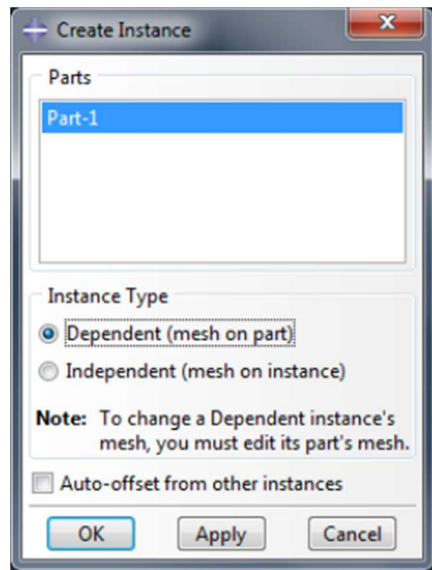 Create Instance
Parts
Part-1
Instance Type
Dependent (mesh on part)
Independent (mesh on instance)
Note: To change a Dependent instance's
mesh, you must edit its part's mesh.
Auto-offset from other instances
OK Apply Cancel